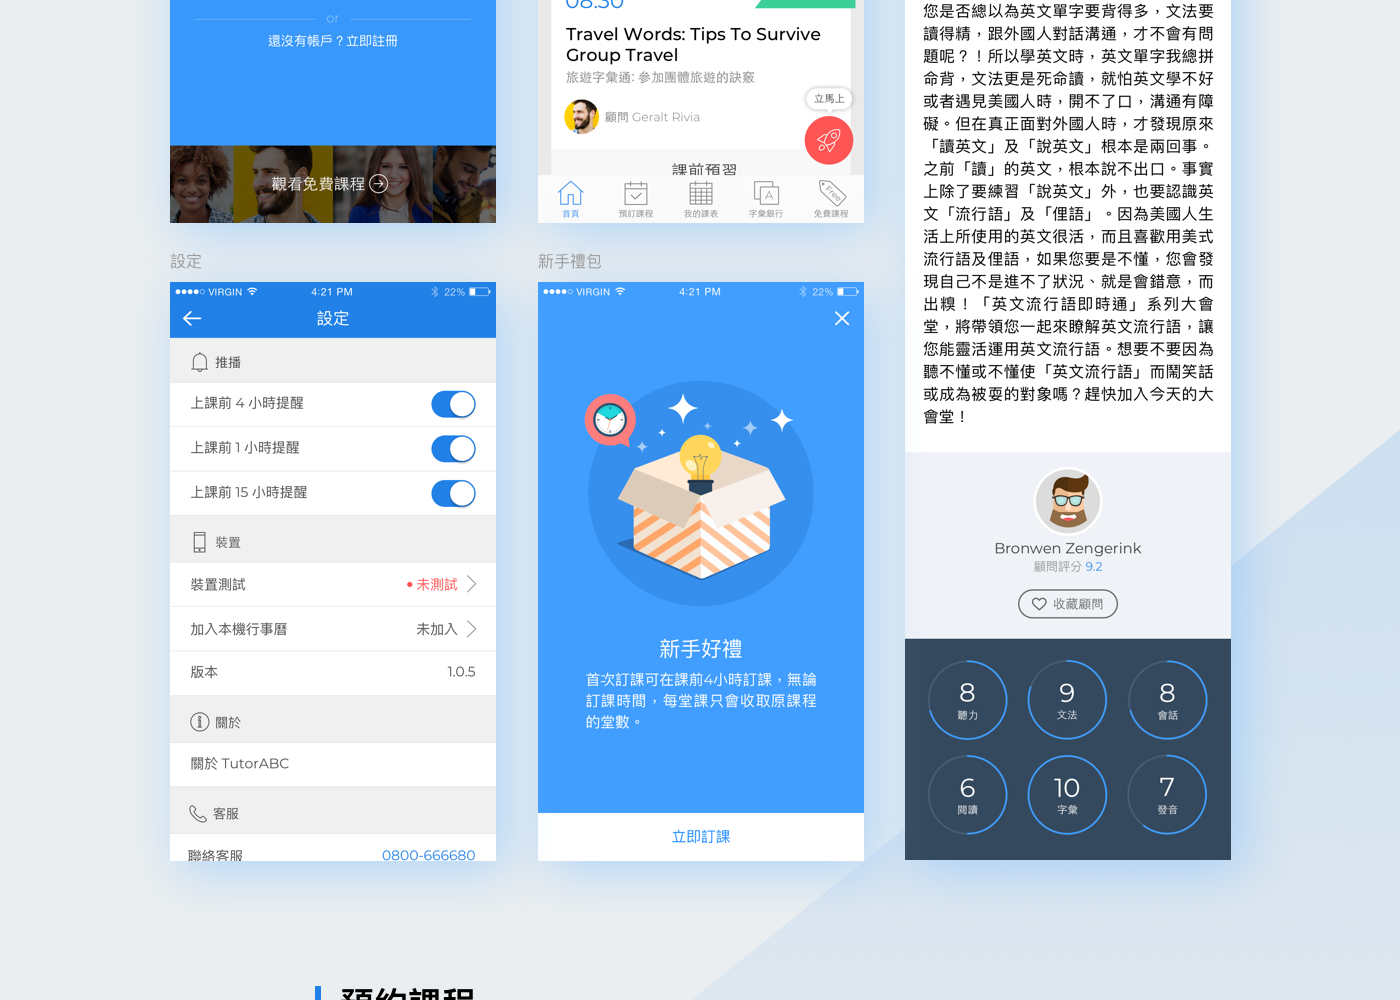 or
還沒有帳戶？立即註冊
觀看免費課程
08:30
Travel Words: Tips To Survive
Group Travel
旅遊字彙通: 參加團體旅遊的訣竅
立馬上
顧問 Geralt Rivia
課前預習
首頁
預訂課程
我的課表
A
字彙銀行
Free
免費課程
您是否總以為英文單字要背得多，文法要
讀得精，跟外國人對話溝通，才不會有問
題呢？！所以學英文時，英文單字我總拼
命背，文法更是死命讀，就怕英文學不好
或者遇見美國人時，開不了口，溝通有障
礙。但在真正面對外國人時，才發現原來
「讀英文」及「說英文」根本是兩回事。
之前「讀」的英文，根本說不出口。事實
上除了要練習「說英文」外，也要認識英
文「流行語」及「俚語」。因為美國人生
活上所使用的英文很活，而且喜歡用美式
流行語及俚語，如果您要是不懂，您會發
現自己不是進不了狀況、就是會錯意，而
出糗！「英文流行語即時通」系列大會
堂，將帶領您一起來瞭解英文流行語，讓
您能靈活運用英文流行語。想要不要因為
聽不懂或不懂使「英文流行語」而鬧笑話
或成為被耍的對象嗎？趕快加入今天的大
會堂！
設定
VIRGIN
4:21 PM
22%
設定
推播
上課前 4 小時提醒
上課前 1 小時提醒
上課前 15 小時提醒
裝置
裝置測試
未測試
加入本機行事曆
未加入
版本
1.0.5
關於
關於 TutorABC
客服
聯絡客服
0800-666680
新手禮包
VIRGIN
4:21 PM
22%
新手好禮
首次訂課可在課前4小時訂課，無論
訂課時間，每堂課只會收取原課程
的堂數。
立即訂課
Bronwen Zengerink
顧問評分 9.2
收藏顧問
8
聽力
9
文法
8
會話
6
閱讀
10
字彙
7
發音
預約課程